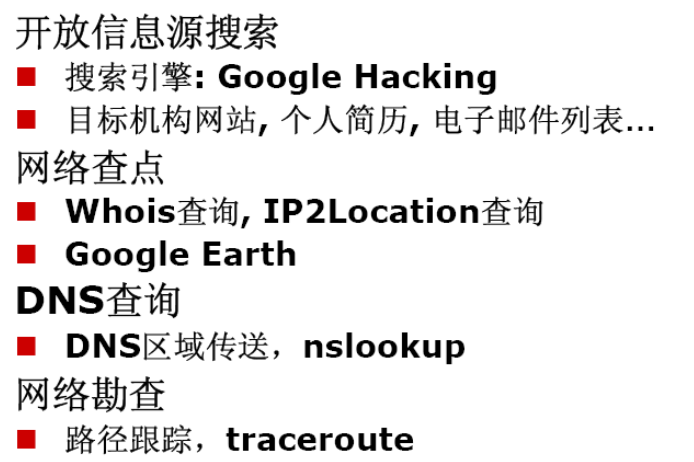 开放信息源搜索
■ 搜索引擎: Google Hacking
■ 目标机构网站, 个人简历, 电子邮件列表…
网络查点
■ Whois查询, IP2Location查询
■ Google Earth
DNS查询
■ DNS区域传送，nslookup
网络勘查
■ 路径跟踪，traceroute